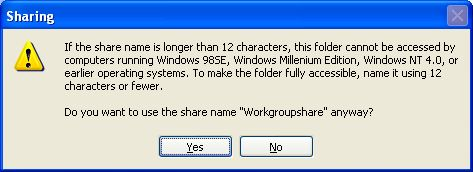 Sharing
If the share name is longer than 12 characters, this folder cannot be accessed by
computers running Windows 98SE, Windows Millenium Edition, Windows NT 4.0, or
earlier operating systems. To make the folder fully accessible, name it using 12
characters or fewer.
Do you want to use the share name "Workgroupshare" anyway?
Yes No